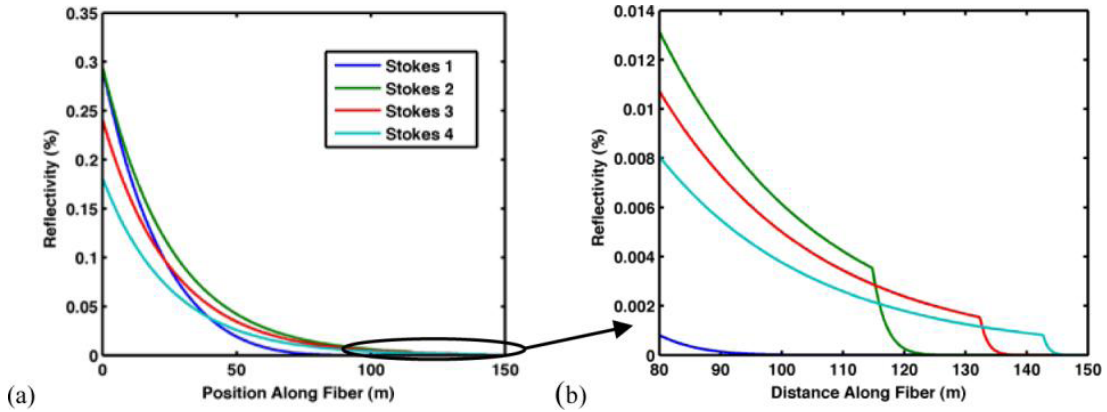 0.35
0.3
0.25
0.2
0.15
0.1
0.05
0
Reflectivity (%)
Stokes 1
Stokes 2
Stokes 3
Stokes 4
0 50 100 150
Position Along Fiber (m)
(a)
0.014
0.012
0.01
0.008
0.006
0.004
0.002
0
Reflectivity (%)
80 90 100 110 120 130 140 150
Distance Along Fiber (m)
(b)